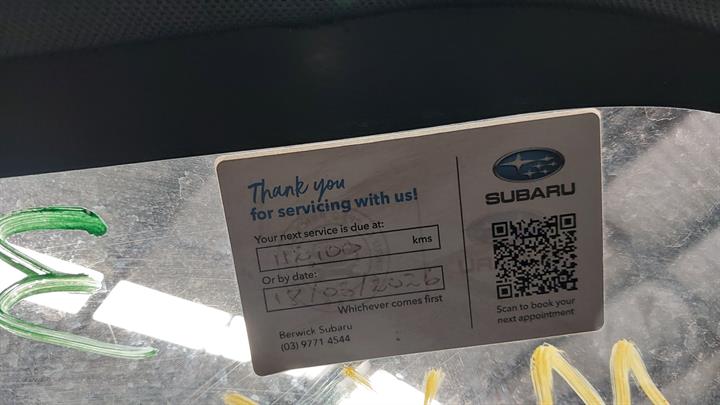 Thank you
for servicing with us!
Your next service is due at:
kms
Or by date:
18/03/2026
Whichever comes first
Berwick Subaru
(03) 9771 4544
SUBARU
Scan to book your
next appointment